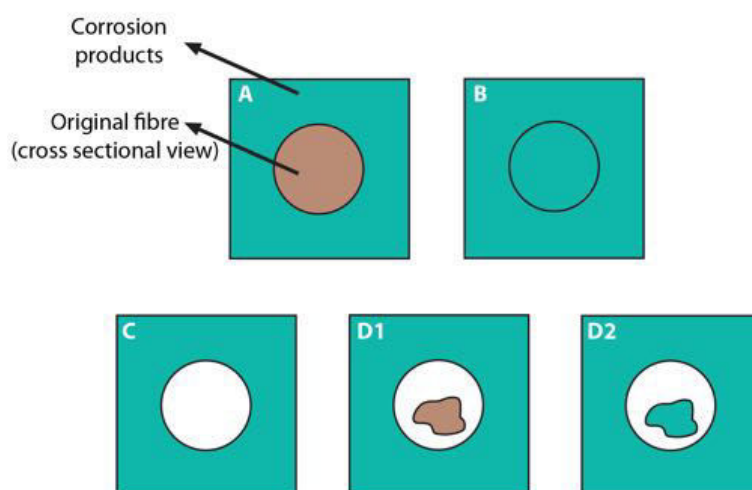 Corrosion
products
Original fibre
(cross sectional view)
A
B
C
D1
D2